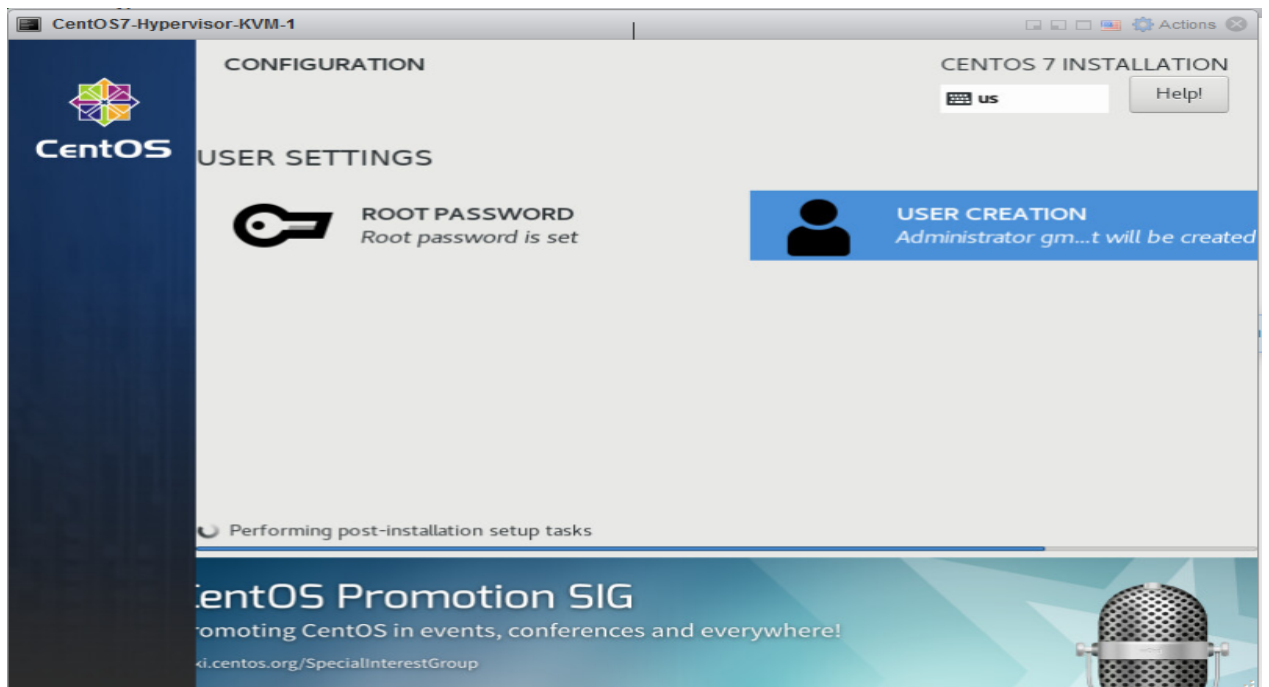 CentOS7-Hypervisor-KVM-1
Actions
CONFIGURATION
CENTOS 7 INSTALLATION
us
Help!
CentOS
USER SETTINGS
ROOT PASSWORD
Root password is set
USER CREATION
Administrator gm...t will be created
Performing post-installation setup tasks
entOS Promotion SIG
romoting CentOS in events, conferences and everywhere!
ki.centos.org/SpecialInterestGroup